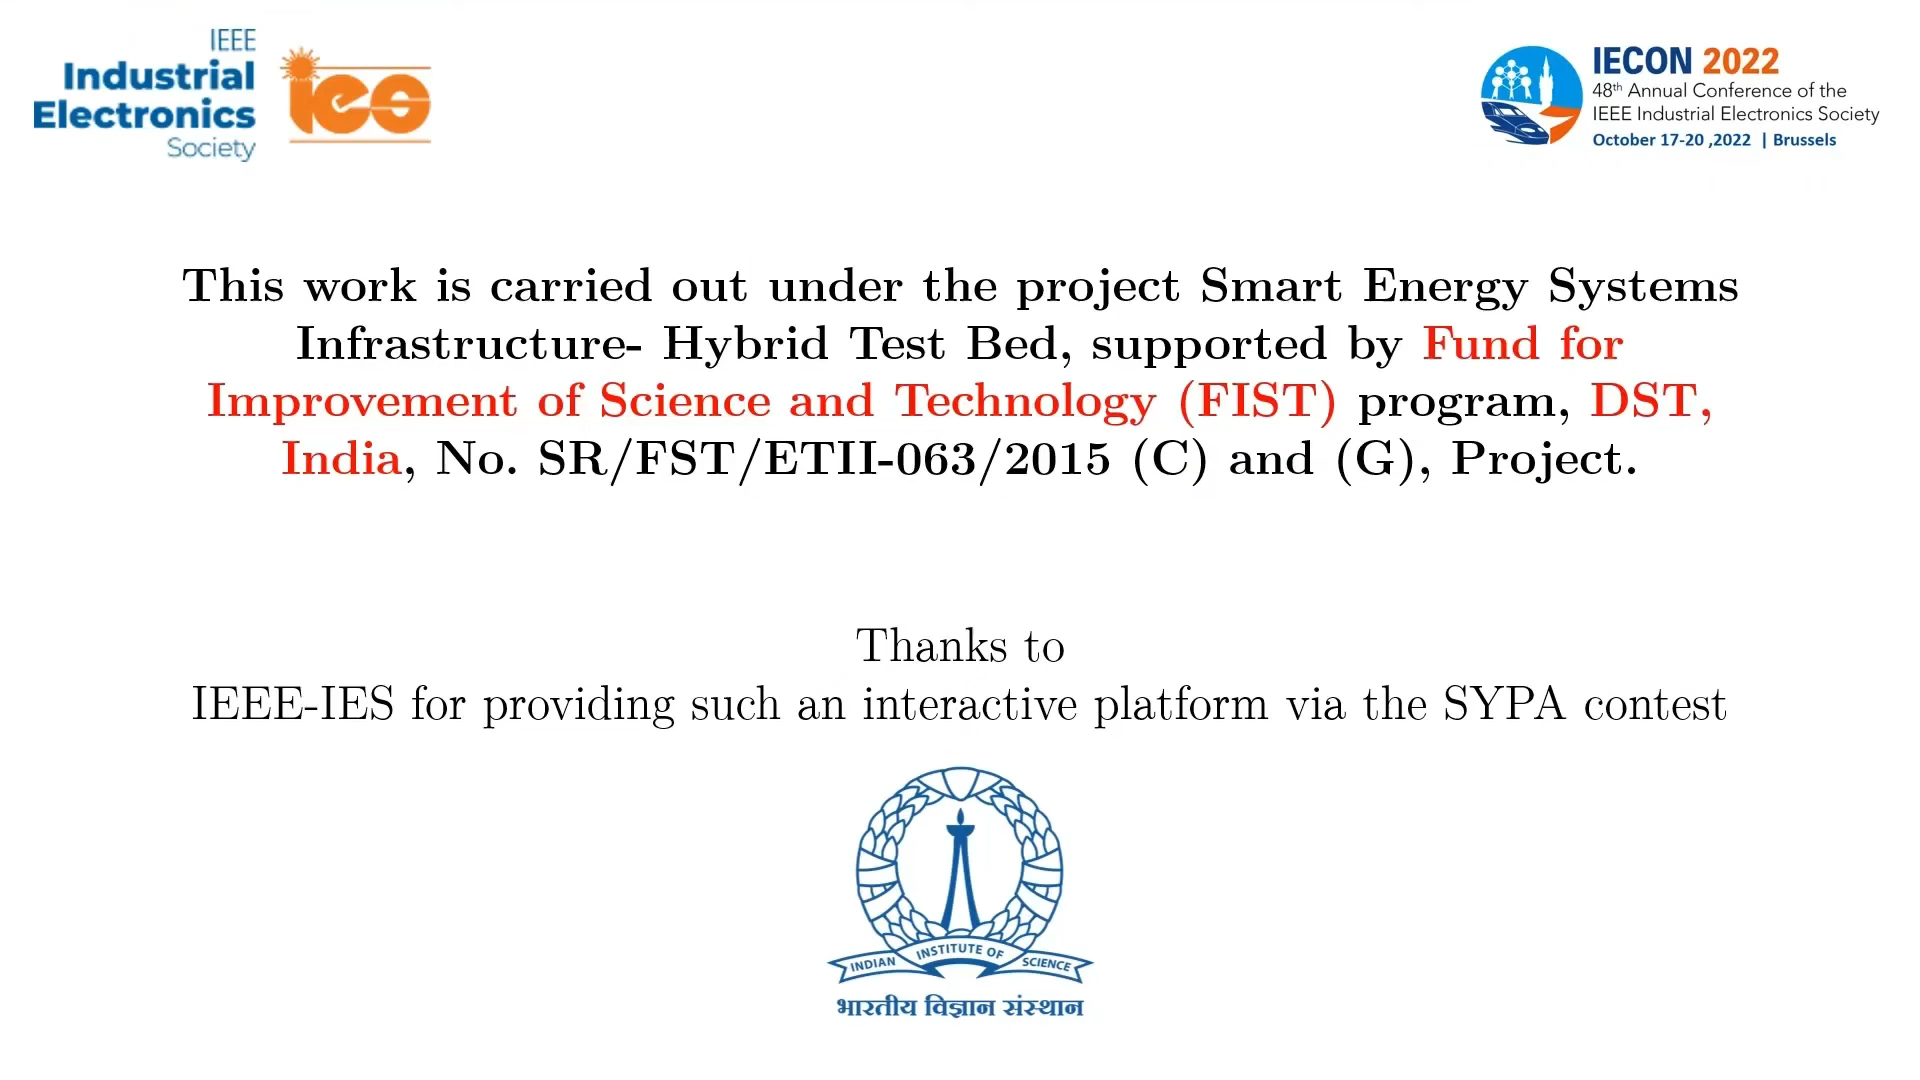 IEEE
Industrial
Electronics
Society
ies
IECON 2022
48th Annual Conference of the
IEEE Industrial Electronics Society
October 17-20 ,2022 | Brussels
This work is carried out under the project Smart Energy Systems
Infrastructure- Hybrid Test Bed, supported by Fund for
Improvement of Science and Technology (FIST) program, DST,
India, No. SR/FST/ETII-063/2015 (C) and (G), Project.
Thanks to
IEEE-IES for providing such an interactive platform via the SYPA contest
INDIAN INSTITUTE OF SCIENCE
भारतीय विज्ञान संस्थान